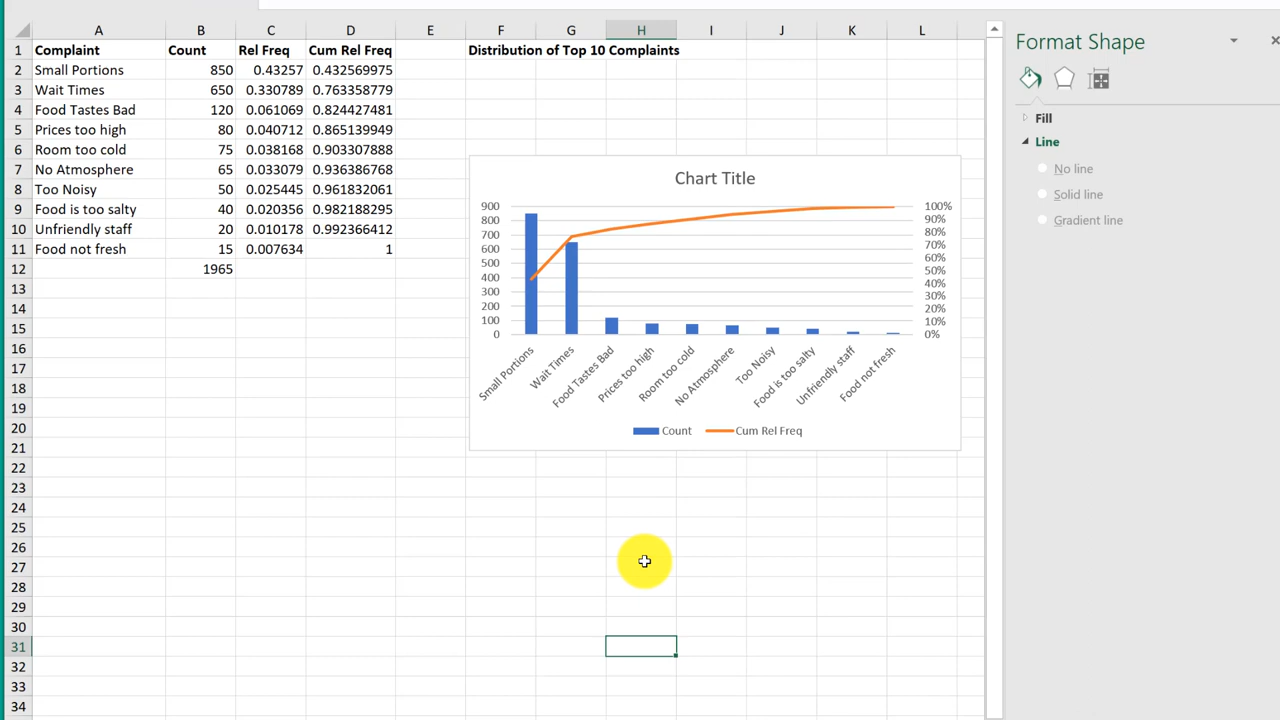 A B C D E F G H I J K L
1 Complaint Count Rel Freq Cum Rel Freq Distribution of Top 10 Complaints
2 Small Portions 850 0.43257 0.432569975
3 Wait Times 650 0.330789 0.763358779
4 Food Tastes Bad 120 0.061069 0.824427481
5 Prices too high 80 0.040712 0.865139949
6 Room too cold 75 0.038168 0.903307888
7 No Atmosphere 65 0.033079 0.936386768
8 Too Noisy 50 0.025445 0.961832061
9 Food is too salty 40 0.020356 0.982188295
10 Unfriendly staff 20 0.010178 0.992366412
11 Food not fresh 15 0.007634 1
12 1965
13
14
15
16
17
18
19
20
21
22
23
24
25
26
27
28
29
30
31
32
33
34
Chart Title
900 100%
800 90%
700 80%
600 70%
500 60%
400 50%
300 40%
200 30%
100 20%
0 10%
0%
Small Portions
Wait Times
Food Tastes Bad
Prices too high
Room too cold
No Atmosphere
Too Noisy
Food is too salty
Unfriendly staff
Food not fresh
Count Cum Rel Freq
Format Shape
Fill
Line
No line
Solid line
Gradient line